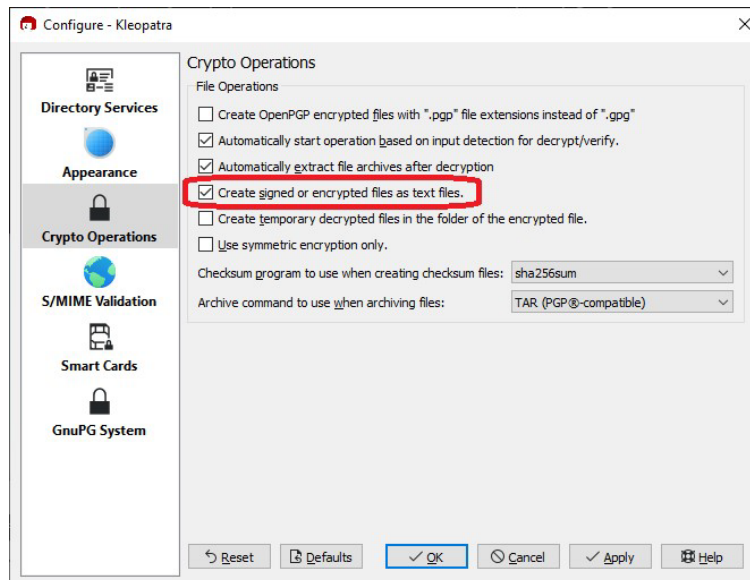 Configure - Kleopatra
Directory Services
Appearance
Crypto Operations
S/MIME Validation
Smart Cards
GnuPG System
Crypto Operations
File Operations
Create OpenPGP encrypted files with ".pgp" file extensions instead of ".gpg"
Automatically start operation based on input detection for decrypt/verify.
Automatically extract file archives after decryption
Create signed or encrypted files as text files.
Create temporary decrypted files in the folder of the encrypted file.
Use symmetric encryption only.
Checksum program to use when creating checksum files: sha256sum
Archive command to use when archiving files: TAR (PGP®-compatible)
Reset Defaults OK Cancel Apply Help